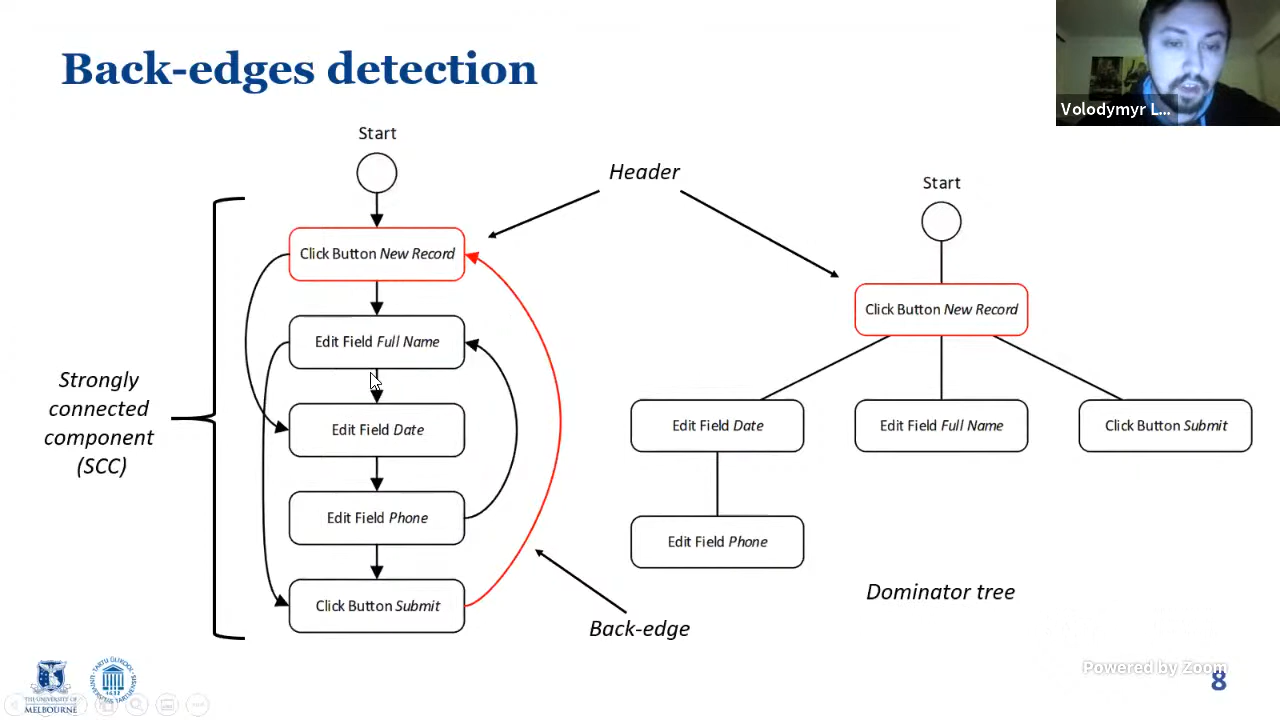 Back-edges detection
Volodymyr L...
Start
Header
Click Button New Record
Edit Field Full Name
Edit Field Date
Edit Field Phone
Click Button Submit
Strongly
connected
component
(SCC)
Back-edge
Start
Click Button New Record
Edit Field Date
Edit Field Full Name
Click Button Submit
Edit Field Phone
Dominator tree
Powered by Zoom
8
THE UNIVERSITY OF
MELBOURNE